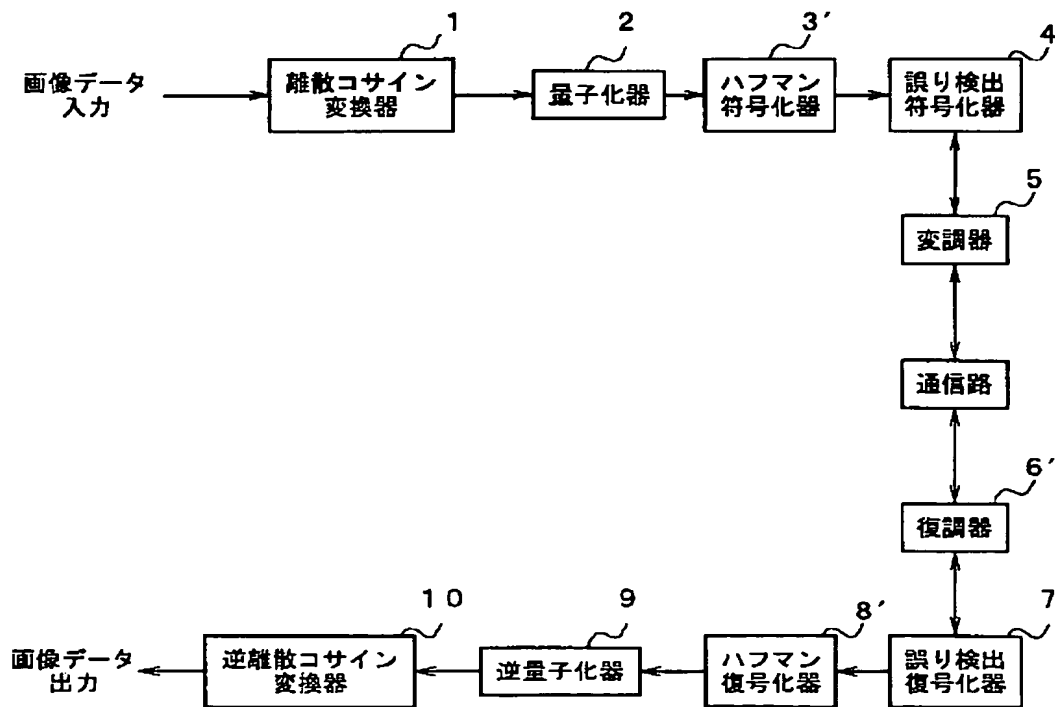 1
2
3′
4
画像データ
入力
離散コサイン
変換器
量子化器
ハフマン
符号化器
誤り検出
符号化器
5
変調器
通信路
6′
復調器
10
9
8′
7
画像データ
出力
逆離散コサイン
変換器
逆量子化器
ハフマン
復号化器
誤り検出
復号化器